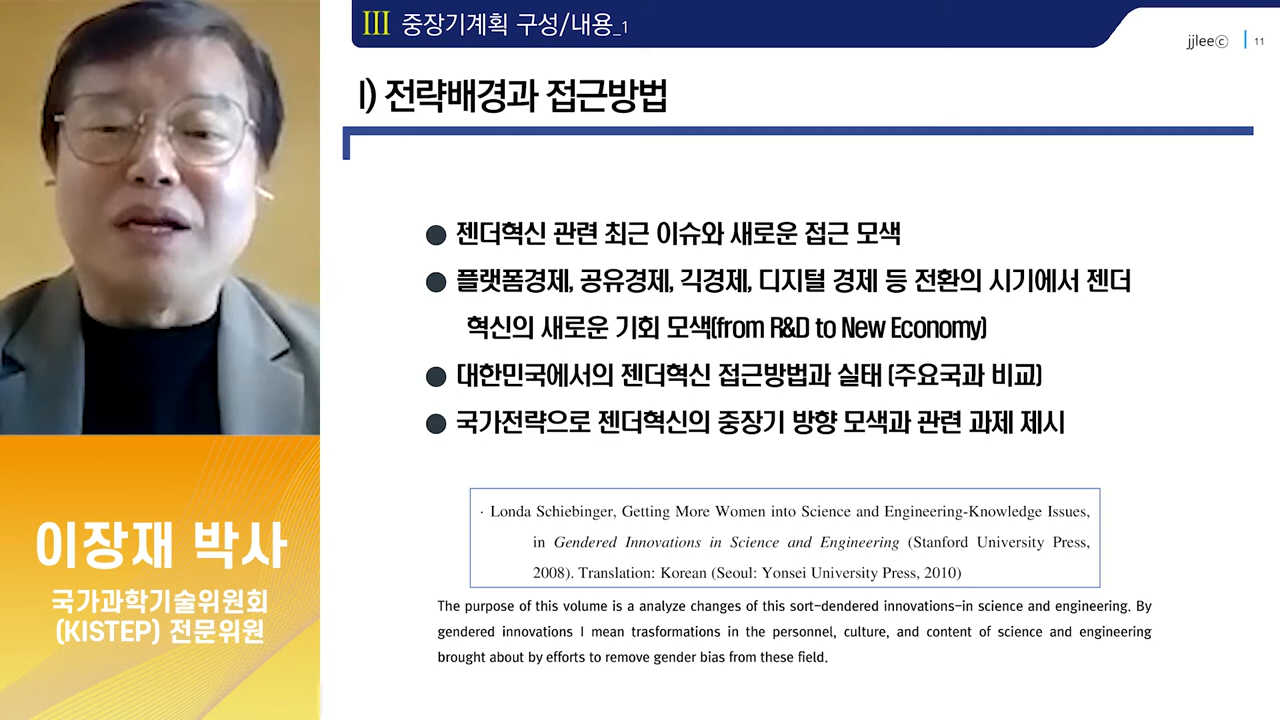 III 중장기계획 구성/내용_1
jjleeⓒ 11
I) 전략배경과 접근방법
● 젠더혁신 관련 최근 이슈와 새로운 접근 모색
● 플랫폼경제, 공유경제, 긱경제, 디지털 경제 등 전환의 시기에서 젠더
혁신의 새로운 기회 모색(from R&D to New Economy)
● 대한민국에서의 젠더혁신 접근방법과 실태 (주요국과 비교)
● 국가전략으로 젠더혁신의 중장기 방향 모색과 관련 과제 제시
· Londa Schiebinger, Getting More Women into Science and Engineering-Knowledge Issues,
in Gendered Innovations in Science and Engineering (Stanford University Press,
2008). Translation: Korean (Seoul: Yonsei University Press, 2010)
The purpose of this volume is a analyze changes of this sort-dendered innovations-in science and engineering. By
gendered innovations I mean trasformations in the personnel, culture, and content of science and engineering
brought about by efforts to remove gender bias from these field.
이장재 박사
국가과학기술위원회
(KISTEP) 전문위원